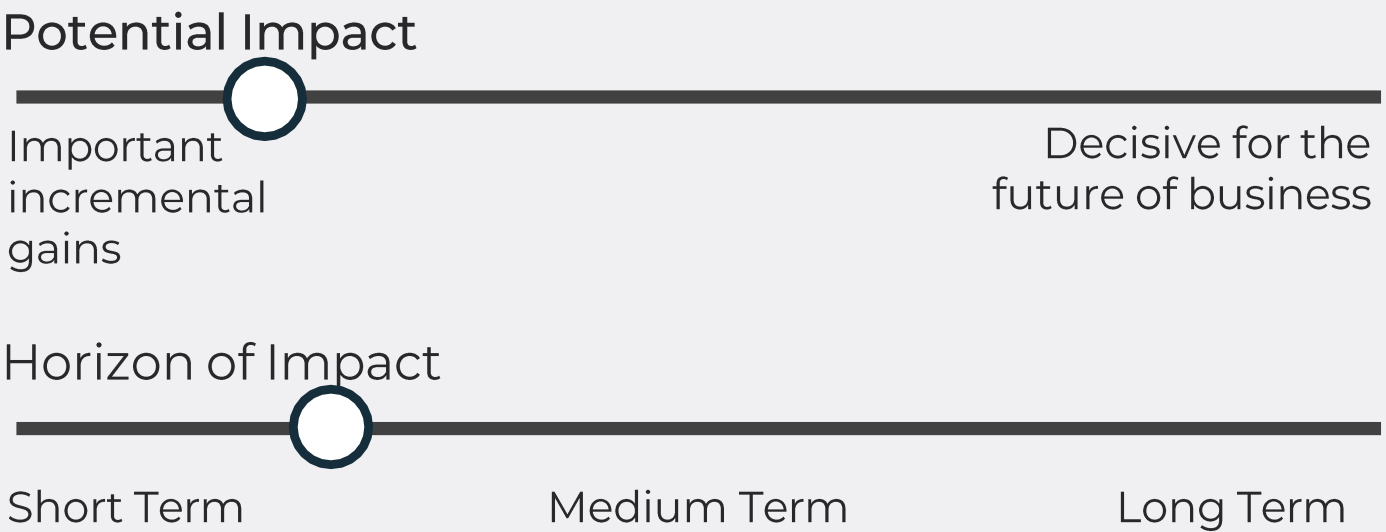 Potential Impact
Important
incremental
gains
Decisive for the
future of business
Horizon of Impact
Short Term
Medium Term
Long Term